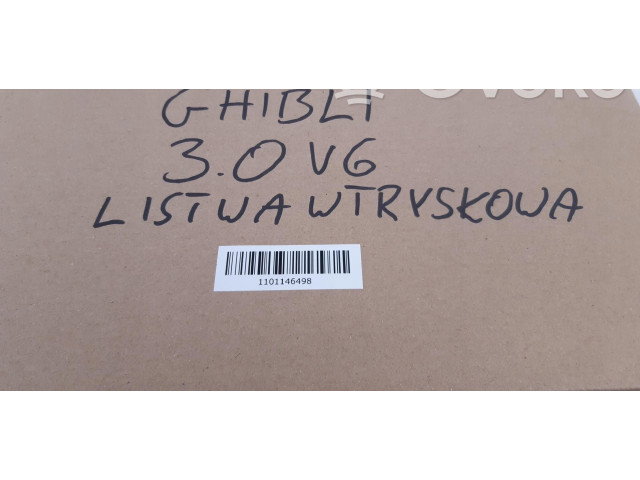 GHIBLI
3.0 V6
LISTWA WTRYSKOWA
1101146498